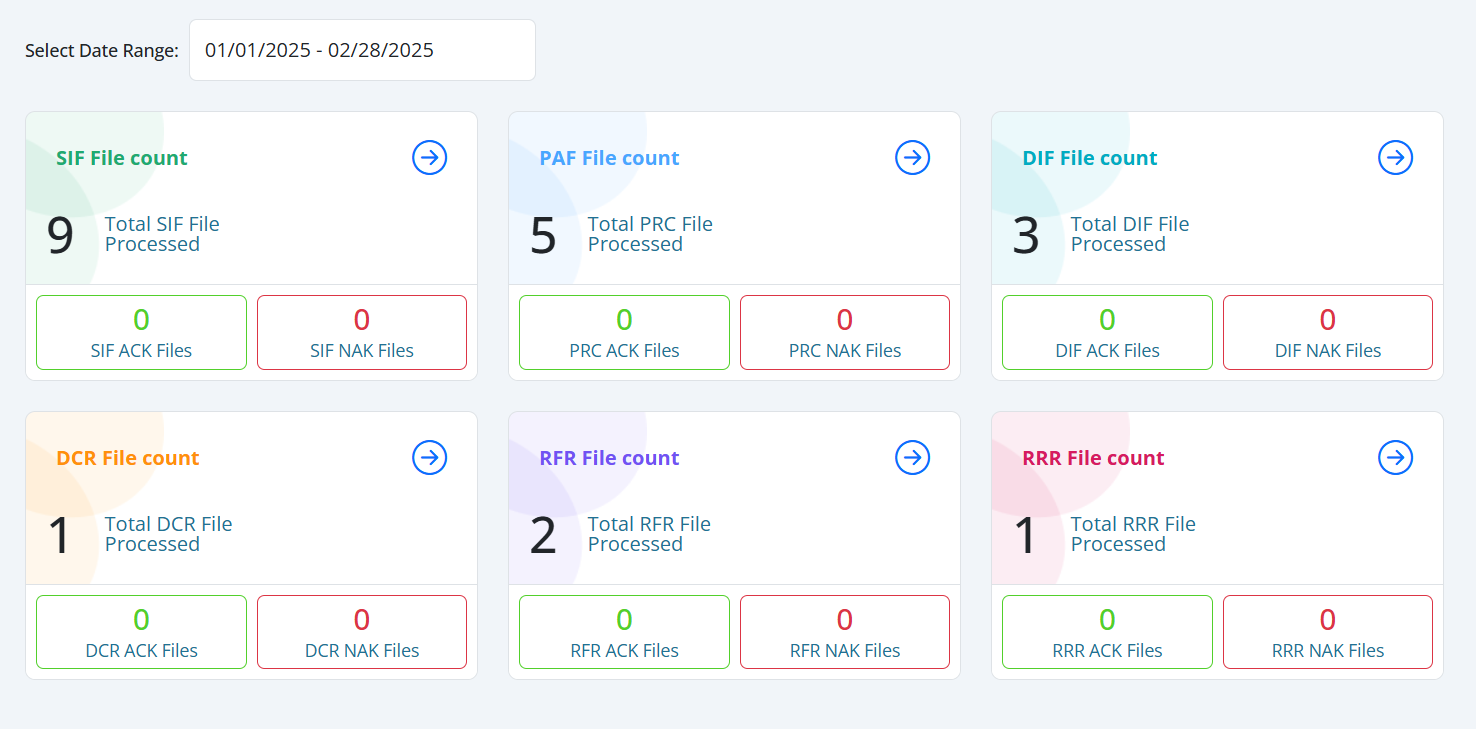 Select Date Range: 01/01/2025 - 02/28/2025
SIF File count
9
Total SIF File
Processed
0
SIF ACK Files
0
SIF NAK Files
PAF File count
5
Total PRC File
Processed
0
PRC ACK Files
0
PRC NAK Files
DIF File count
3
Total DIF File
Processed
0
DIF ACK Files
0
DIF NAK Files
DCR File count
1
Total DCR File
Processed
0
DCR ACK Files
0
DCR NAK Files
RFR File count
2
Total RFR File
Processed
0
RFR ACK Files
0
RFR NAK Files
RRR File count
1
Total RRR File
Processed
0
RRR ACK Files
0
RRR NAK Files